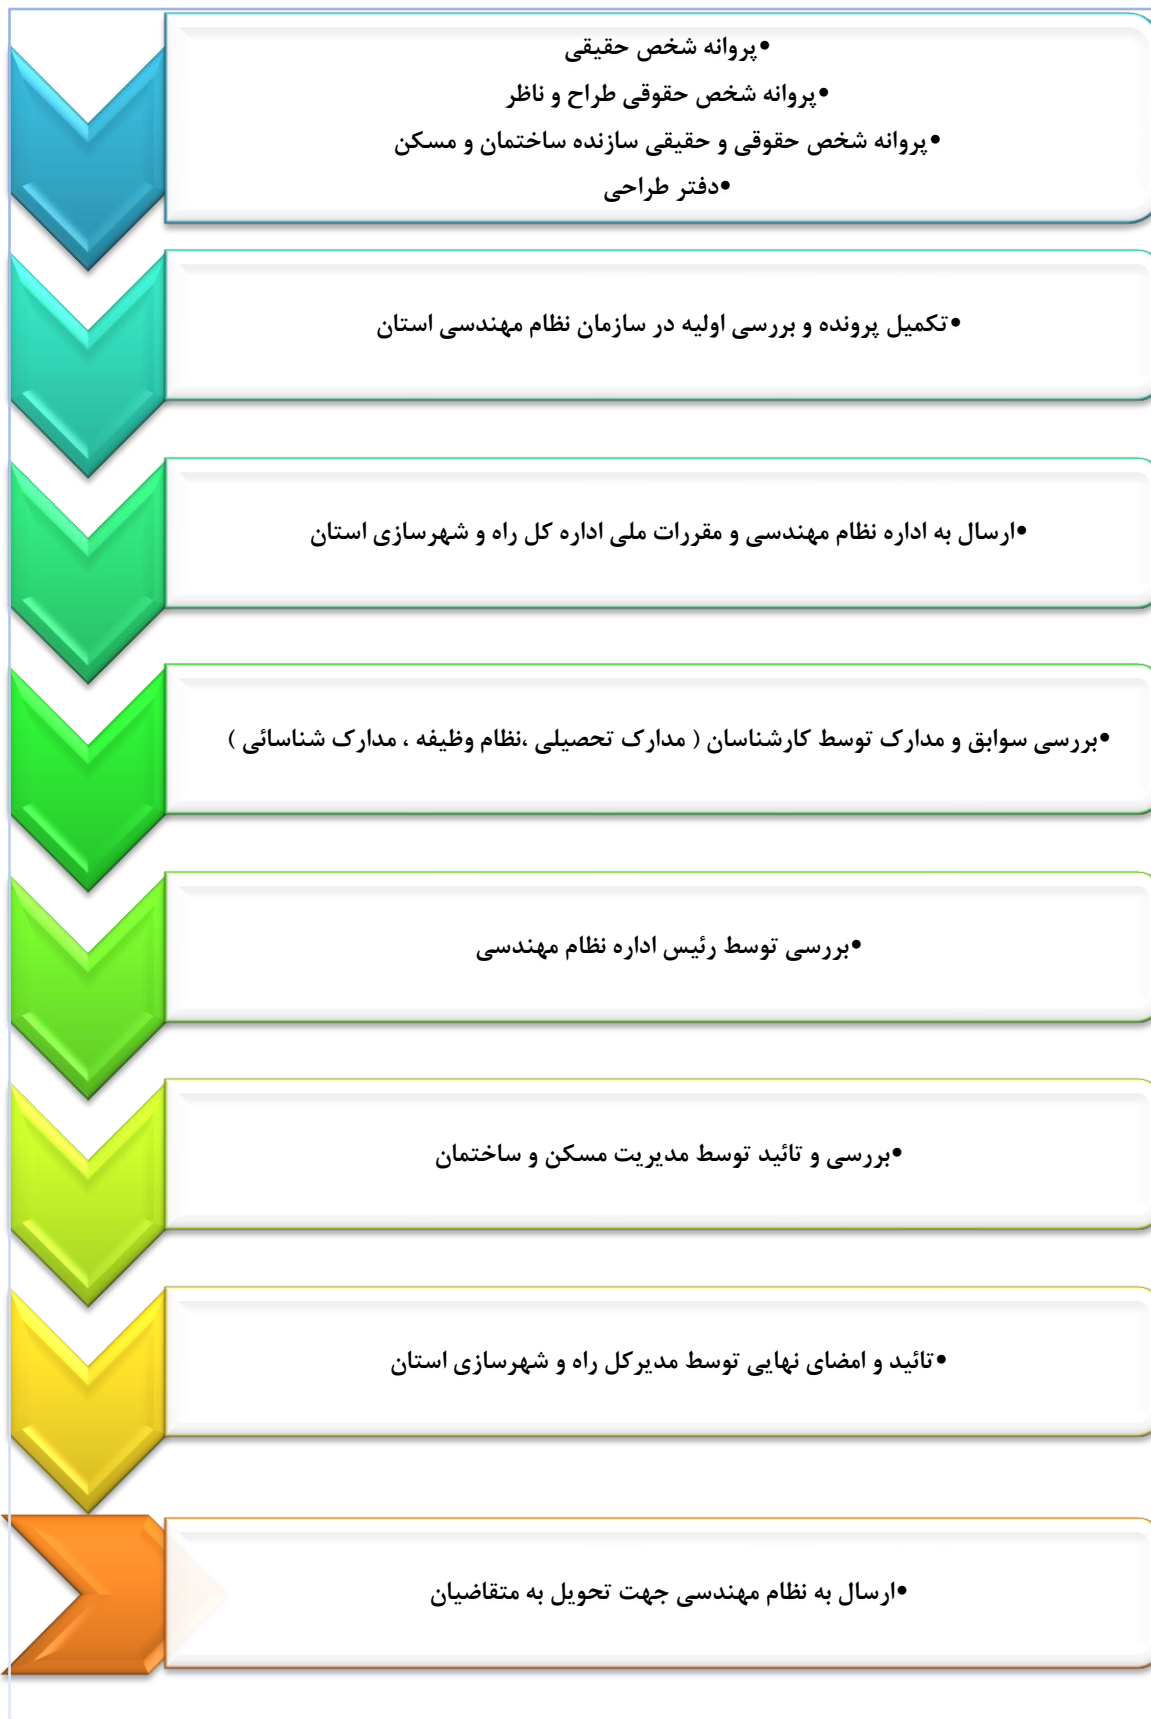 •پروانه شخص حقیقی
•پروانه شخص حقوقی طراح و ناظر
•پروانه شخص حقوقی و حقیقی سازنده ساختمان و مسکن
•دفتر طراحی
•تکمیل پرونده و بررسی اولیه در سازمان نظام مهندسی استان
•ارسال به اداره نظام مهندسی و مقررات ملی اداره کل راه و شهرسازی استان
•بررسی سوابق و مدارک توسط کارشناسان ( مدارک تحصیلی ،نظام وظیفه ، مدارک شناسائی )
•بررسی توسط رئیس اداره نظام مهندسی
•بررسی و تائید توسط مدیریت مسکن و ساختمان
•تائید و امضای نهایی توسط مدیرکل راه و شهرسازی استان
•ارسال به نظام مهندسی جهت تحویل به متقاضیان